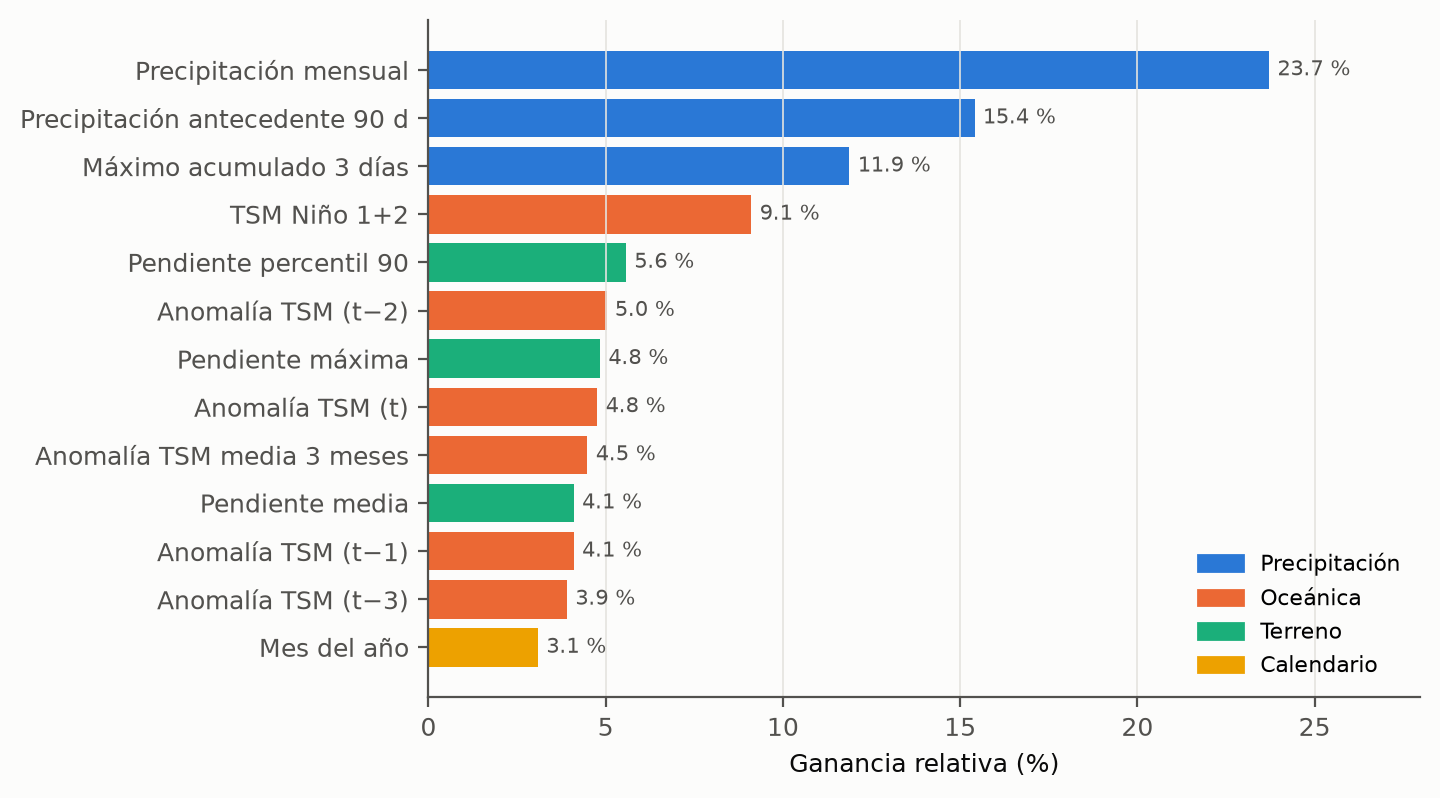 Precipitación mensual 23.7 %
Precipitación antecedente 90 d 15.4 %
Máximo acumulado 3 días 11.9 %
TSM Niño 1+2 9.1 %
Pendiente percentil 90 5.6 %
Anomalía TSM (t−2) 5.0 %
Pendiente máxima 4.8 %
Anomalía TSM (t) 4.8 %
Anomalía TSM media 3 meses 4.5 %
Pendiente media 4.1 %
Anomalía TSM (t−1) 4.1 %
Anomalía TSM (t−3) 3.9 %
Mes del año 3.1 %
Precipitación
Oceánica
Terreno
Calendario
0 5 10 15 20 25
Ganancia relativa (%)